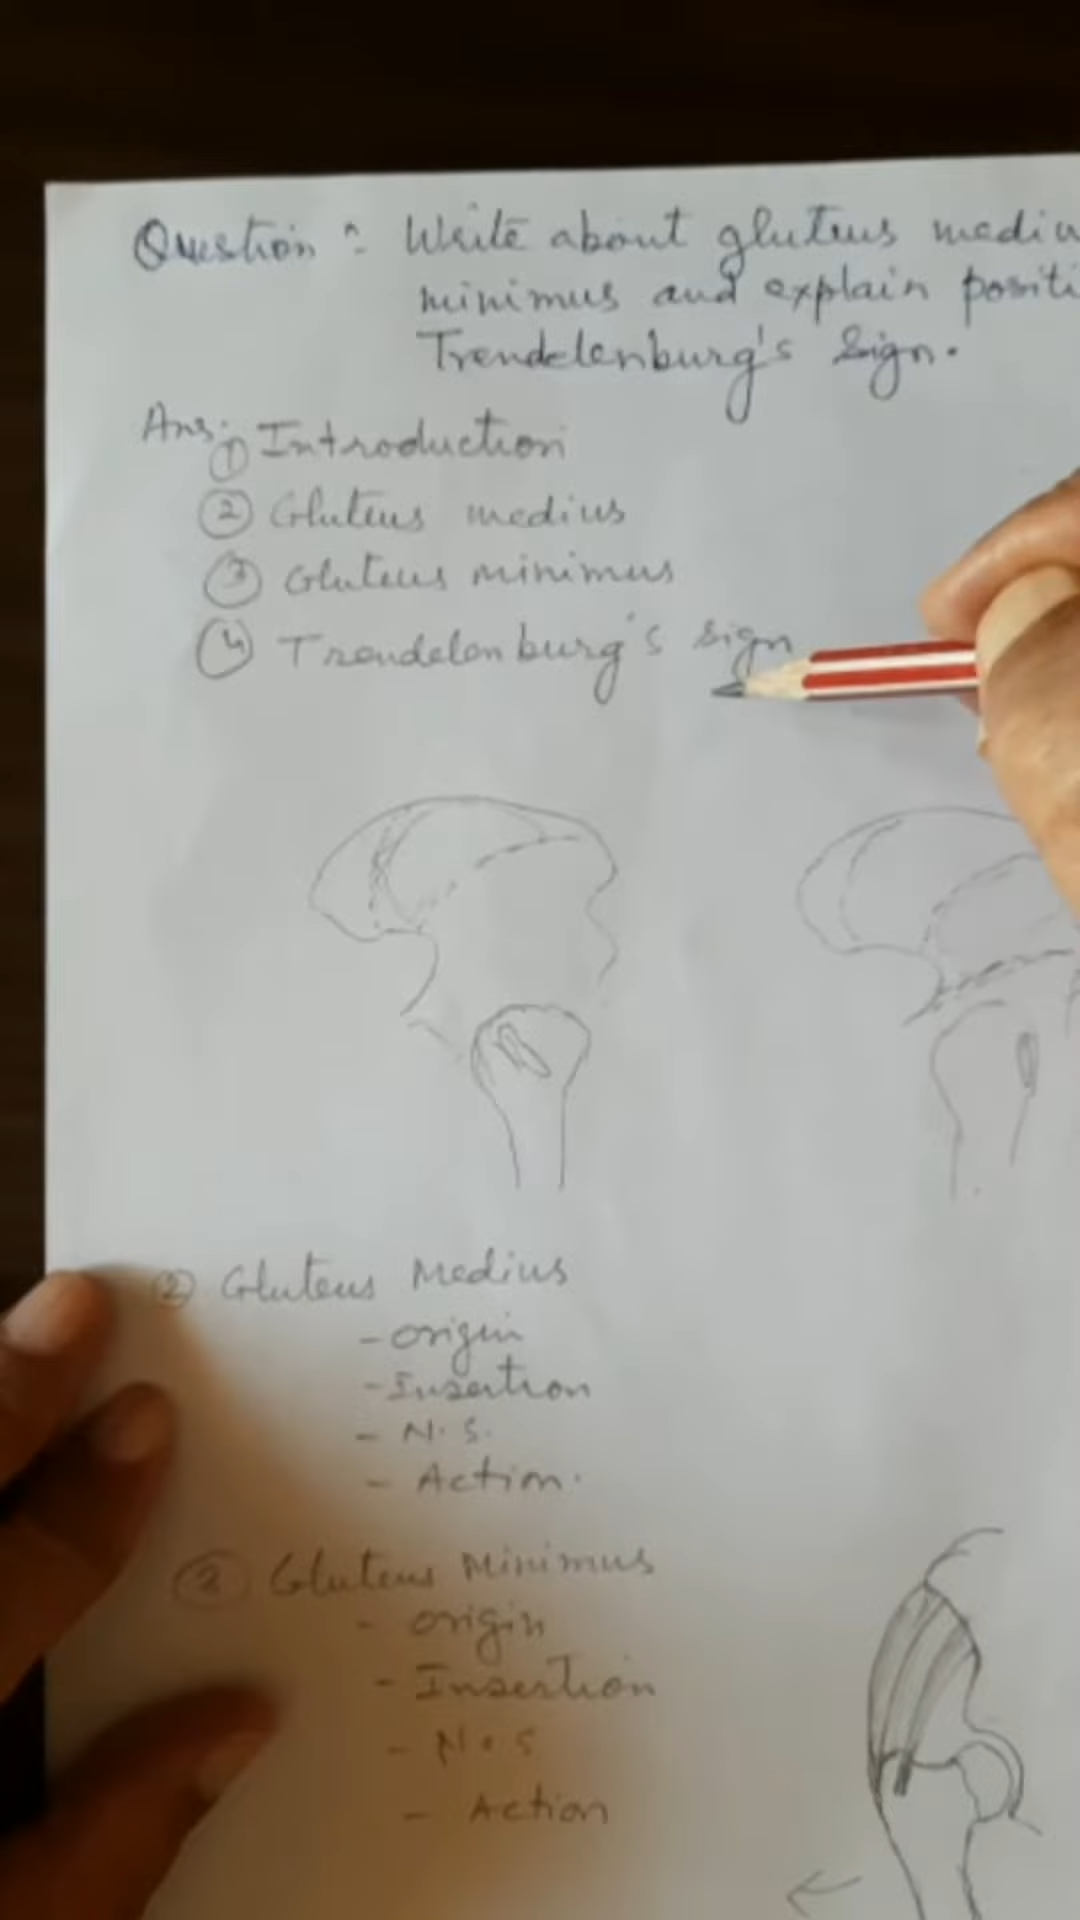 Question :- Write about gluteus mediu
minimus and explain positi
Trendelenburg's Sign.
Ans:- ① Introduction
② Gluteus medius
③ Gluteus minimus
④ Trendelenburg's sign
② Gluteus Medius
- origin
- Insertion
- N.S.
- Action.
③ Gluteus Minimus
- origin
- Insertion
- N.S
- Action